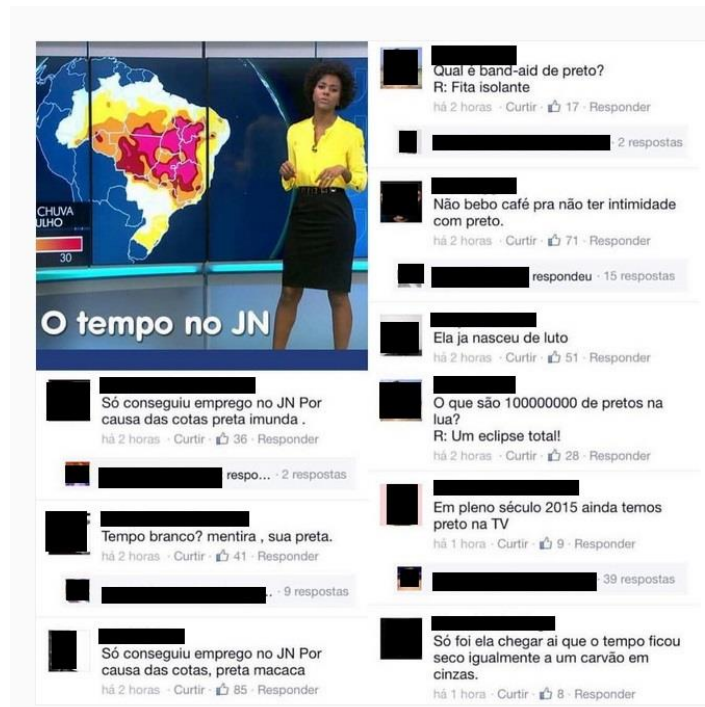 CHUVA
ULHO
30
O tempo no JN
Só conseguiu emprego no JN Por
causa das cotas preta imunda .
há 2 horas · Curtir · 36 · Responder
respo... · 2 respostas
Tempo branco? mentira , sua preta.
há 2 horas · Curtir · 41 · Responder
.. · 9 respostas
Só conseguiu emprego no JN Por
causa das cotas, preta macaca
há 2 horas · Curtir · 85 · Responder
Qual é band-aid de preto?
R: Fita isolante
há 2 horas · Curtir · 17 · Responder
· 2 respostas
Não bebo café pra não ter intimidade
com preto.
há 2 horas · Curtir · 71 · Responder
respondeu · 15 respostas
Ela ja nasceu de luto
há 2 horas · Curtir · 51 · Responder
O que são 100000000 de pretos na
lua?
R: Um eclipse total!
há 2 horas · Curtir · 28 · Responder
Em pleno século 2015 ainda temos
preto na TV
há 1 hora · Curtir · 9 · Responder
· 39 respostas
Só foi ela chegar ai que o tempo ficou
seco igualmente a um carvão em
cinzas.
há 1 hora · Curtir · 8 · Responder